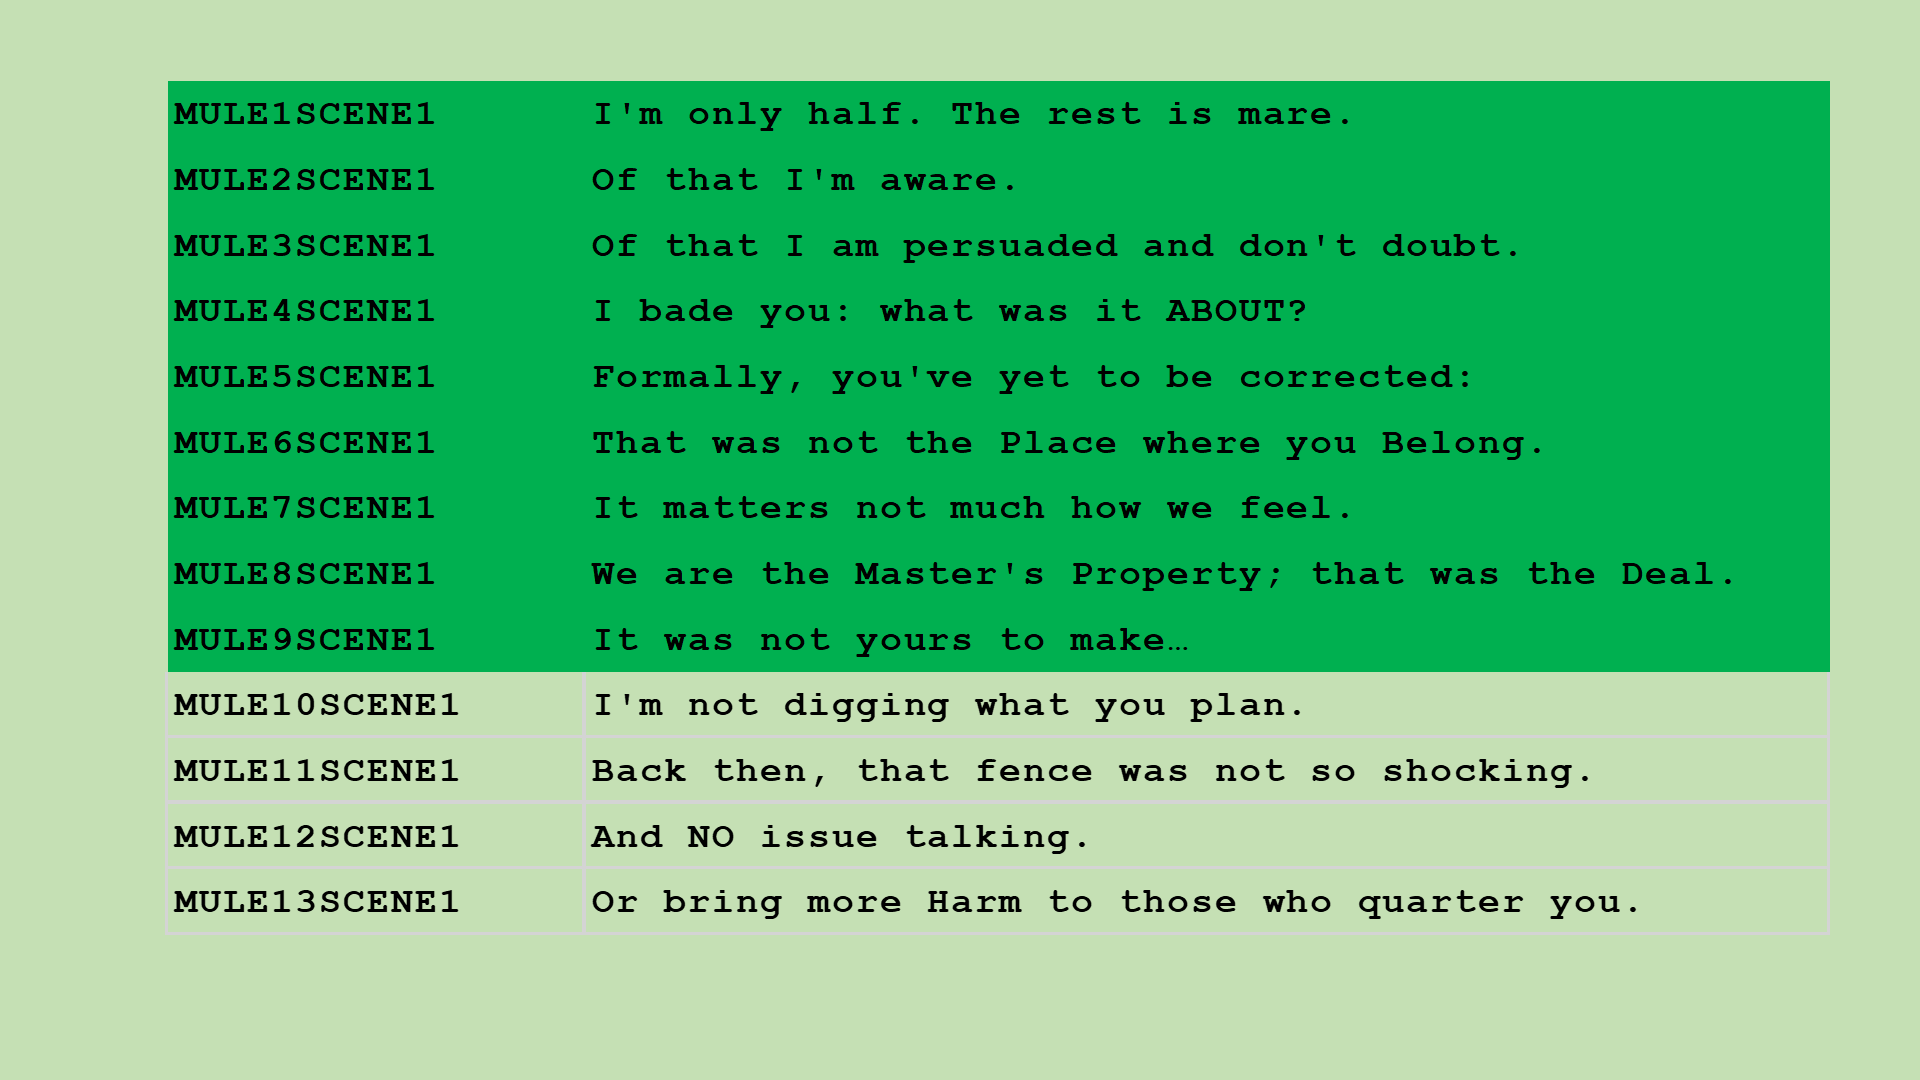 MULE1SCENE1 I'm only half. The rest is mare.
MULE2SCENE1 Of that I'm aware.
MULE3SCENE1 Of that I am persuaded and don't doubt.
MULE4SCENE1 I bade you: what was it ABOUT?
MULE5SCENE1 Formally, you've yet to be corrected:
MULE6SCENE1 That was not the Place where you Belong.
MULE7SCENE1 It matters not much how we feel.
MULE8SCENE1 We are the Master's Property; that was the Deal.
MULE9SCENE1 It was not yours to make…
MULE10SCENE1 I'm not digging what you plan.
MULE11SCENE1 Back then, that fence was not so shocking.
MULE12SCENE1 And NO issue talking.
MULE13SCENE1 Or bring more Harm to those who quarter you.